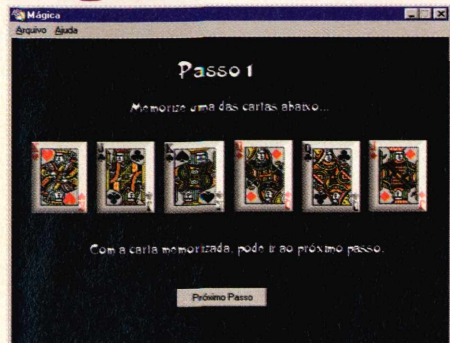 Mágica
Arquivo Ajuda
Passo 1
Memorize uma das cartas abaixo...
Com a carta memorizada, pode ir ao próximo passo.
Próximo Passo